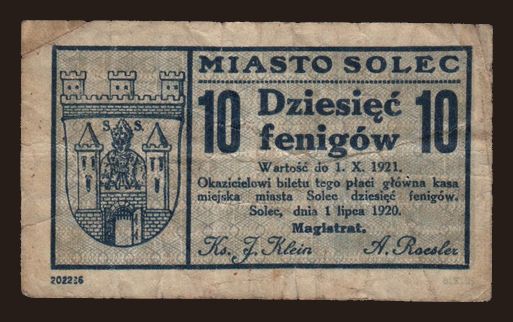 MIASTO SOLEC
10 Dziesięć 10
fenigów
Wartość do 1. X. 1921.
Okazicielowi biletu tego płaci główna kasa
miejska miasta Solec dziesięć fenigów.
Solec, dnia 1 lipca 1920.
Magistrat.
Ks. J. Klein A. Roesler
S. S.
202236